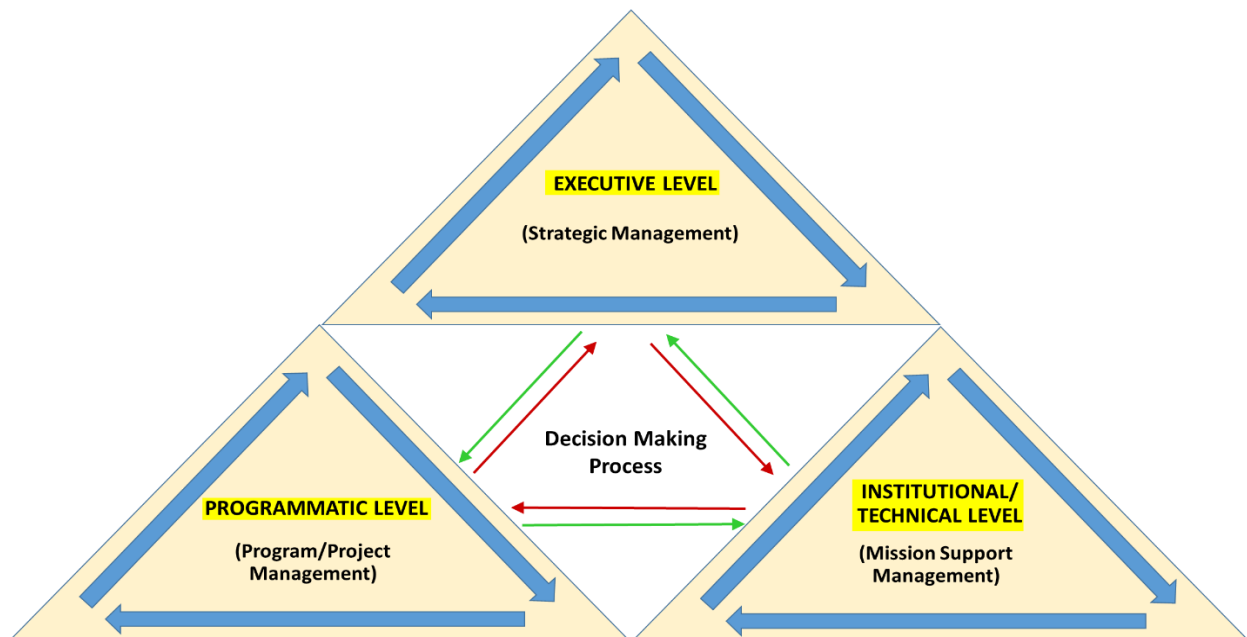 EXECUTIVE LEVEL
(Strategic Management)
Decision Making
Process
PROGRAMMATIC LEVEL
(Program/Project
Management)
INSTITUTIONAL/
TECHNICAL LEVEL
(Mission Support
Management)